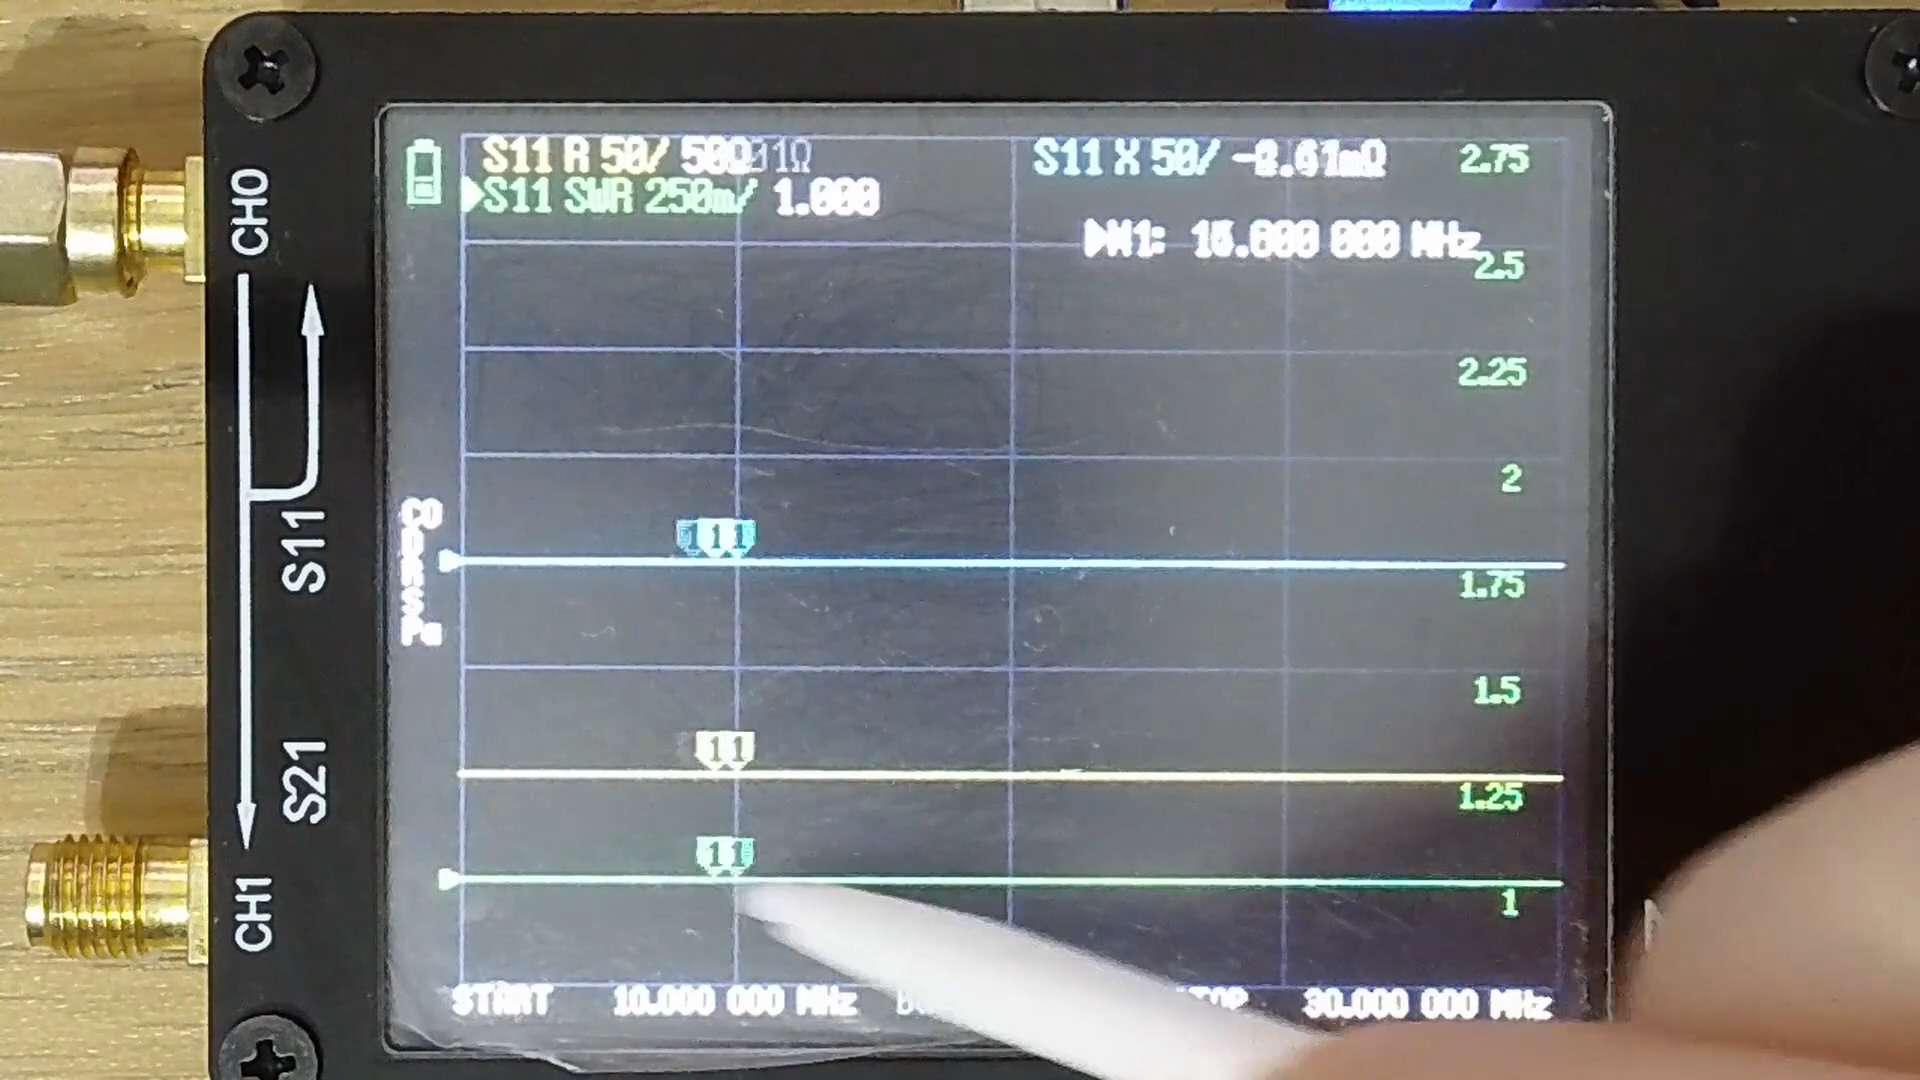 S11 R 50/ 50Ω
S11 X 50/
S11 SWR 250m/ 1.000
2.75
2.5
2.25
2
1.75
1.5
1.25
1
START 10.000 000 MHz
30.000 000 MHz
CH0
S11
S21
CH1